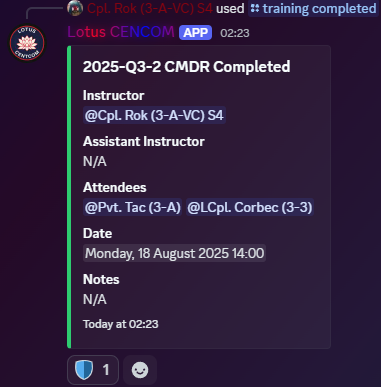 Cpl. Rok (3-A-VC) S4 used training completed
LOTUS
CENTCOM
Lotus CENCOM APP 02:23
2025-Q3-2 CMDR Completed
Instructor
@Cpl. Rok (3-A-VC) S4
Assistant Instructor
N/A
Attendees
@Pvt. Tac (3-A) @LCpl. Corbec (3-3)
Date
Monday, 18 August 2025 14:00
Notes
N/A
Today at 02:23
1